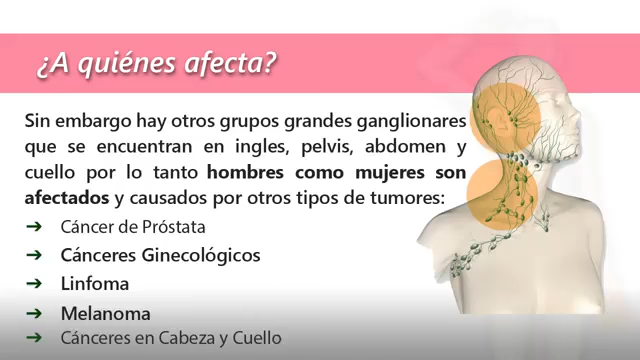 ¿A quiénes afecta?
Sin embargo hay otros grupos grandes ganglionares
que se encuentran en ingles, pelvis, abdomen y
cuello por lo tanto hombres como mujeres son
afectados y causados por otros tipos de tumores:
➔ Cáncer de Próstata
➔ Cánceres Ginecológicos
➔ Linfoma
➔ Melanoma
➔ Cánceres en Cabeza y Cuello